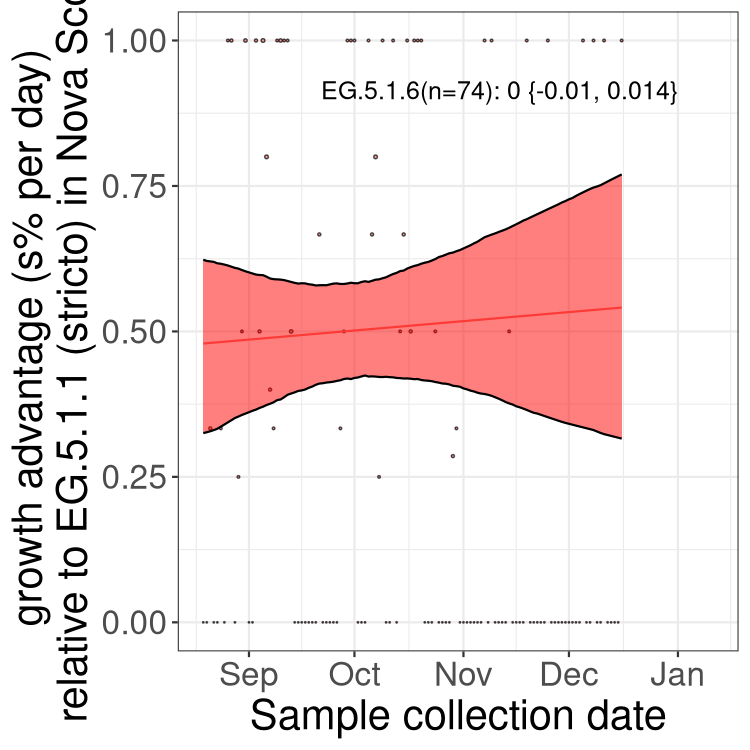 growth advantage (s% per day)
relative to EG.5.1.1 (stricto) in Nova
1.00
0.75
0.50
0.25
0.00
EG.5.1.6(n=74): 0 {-0.01, 0.014}
Sep
Oct
Nov
Dec
Jan
Sample collection date